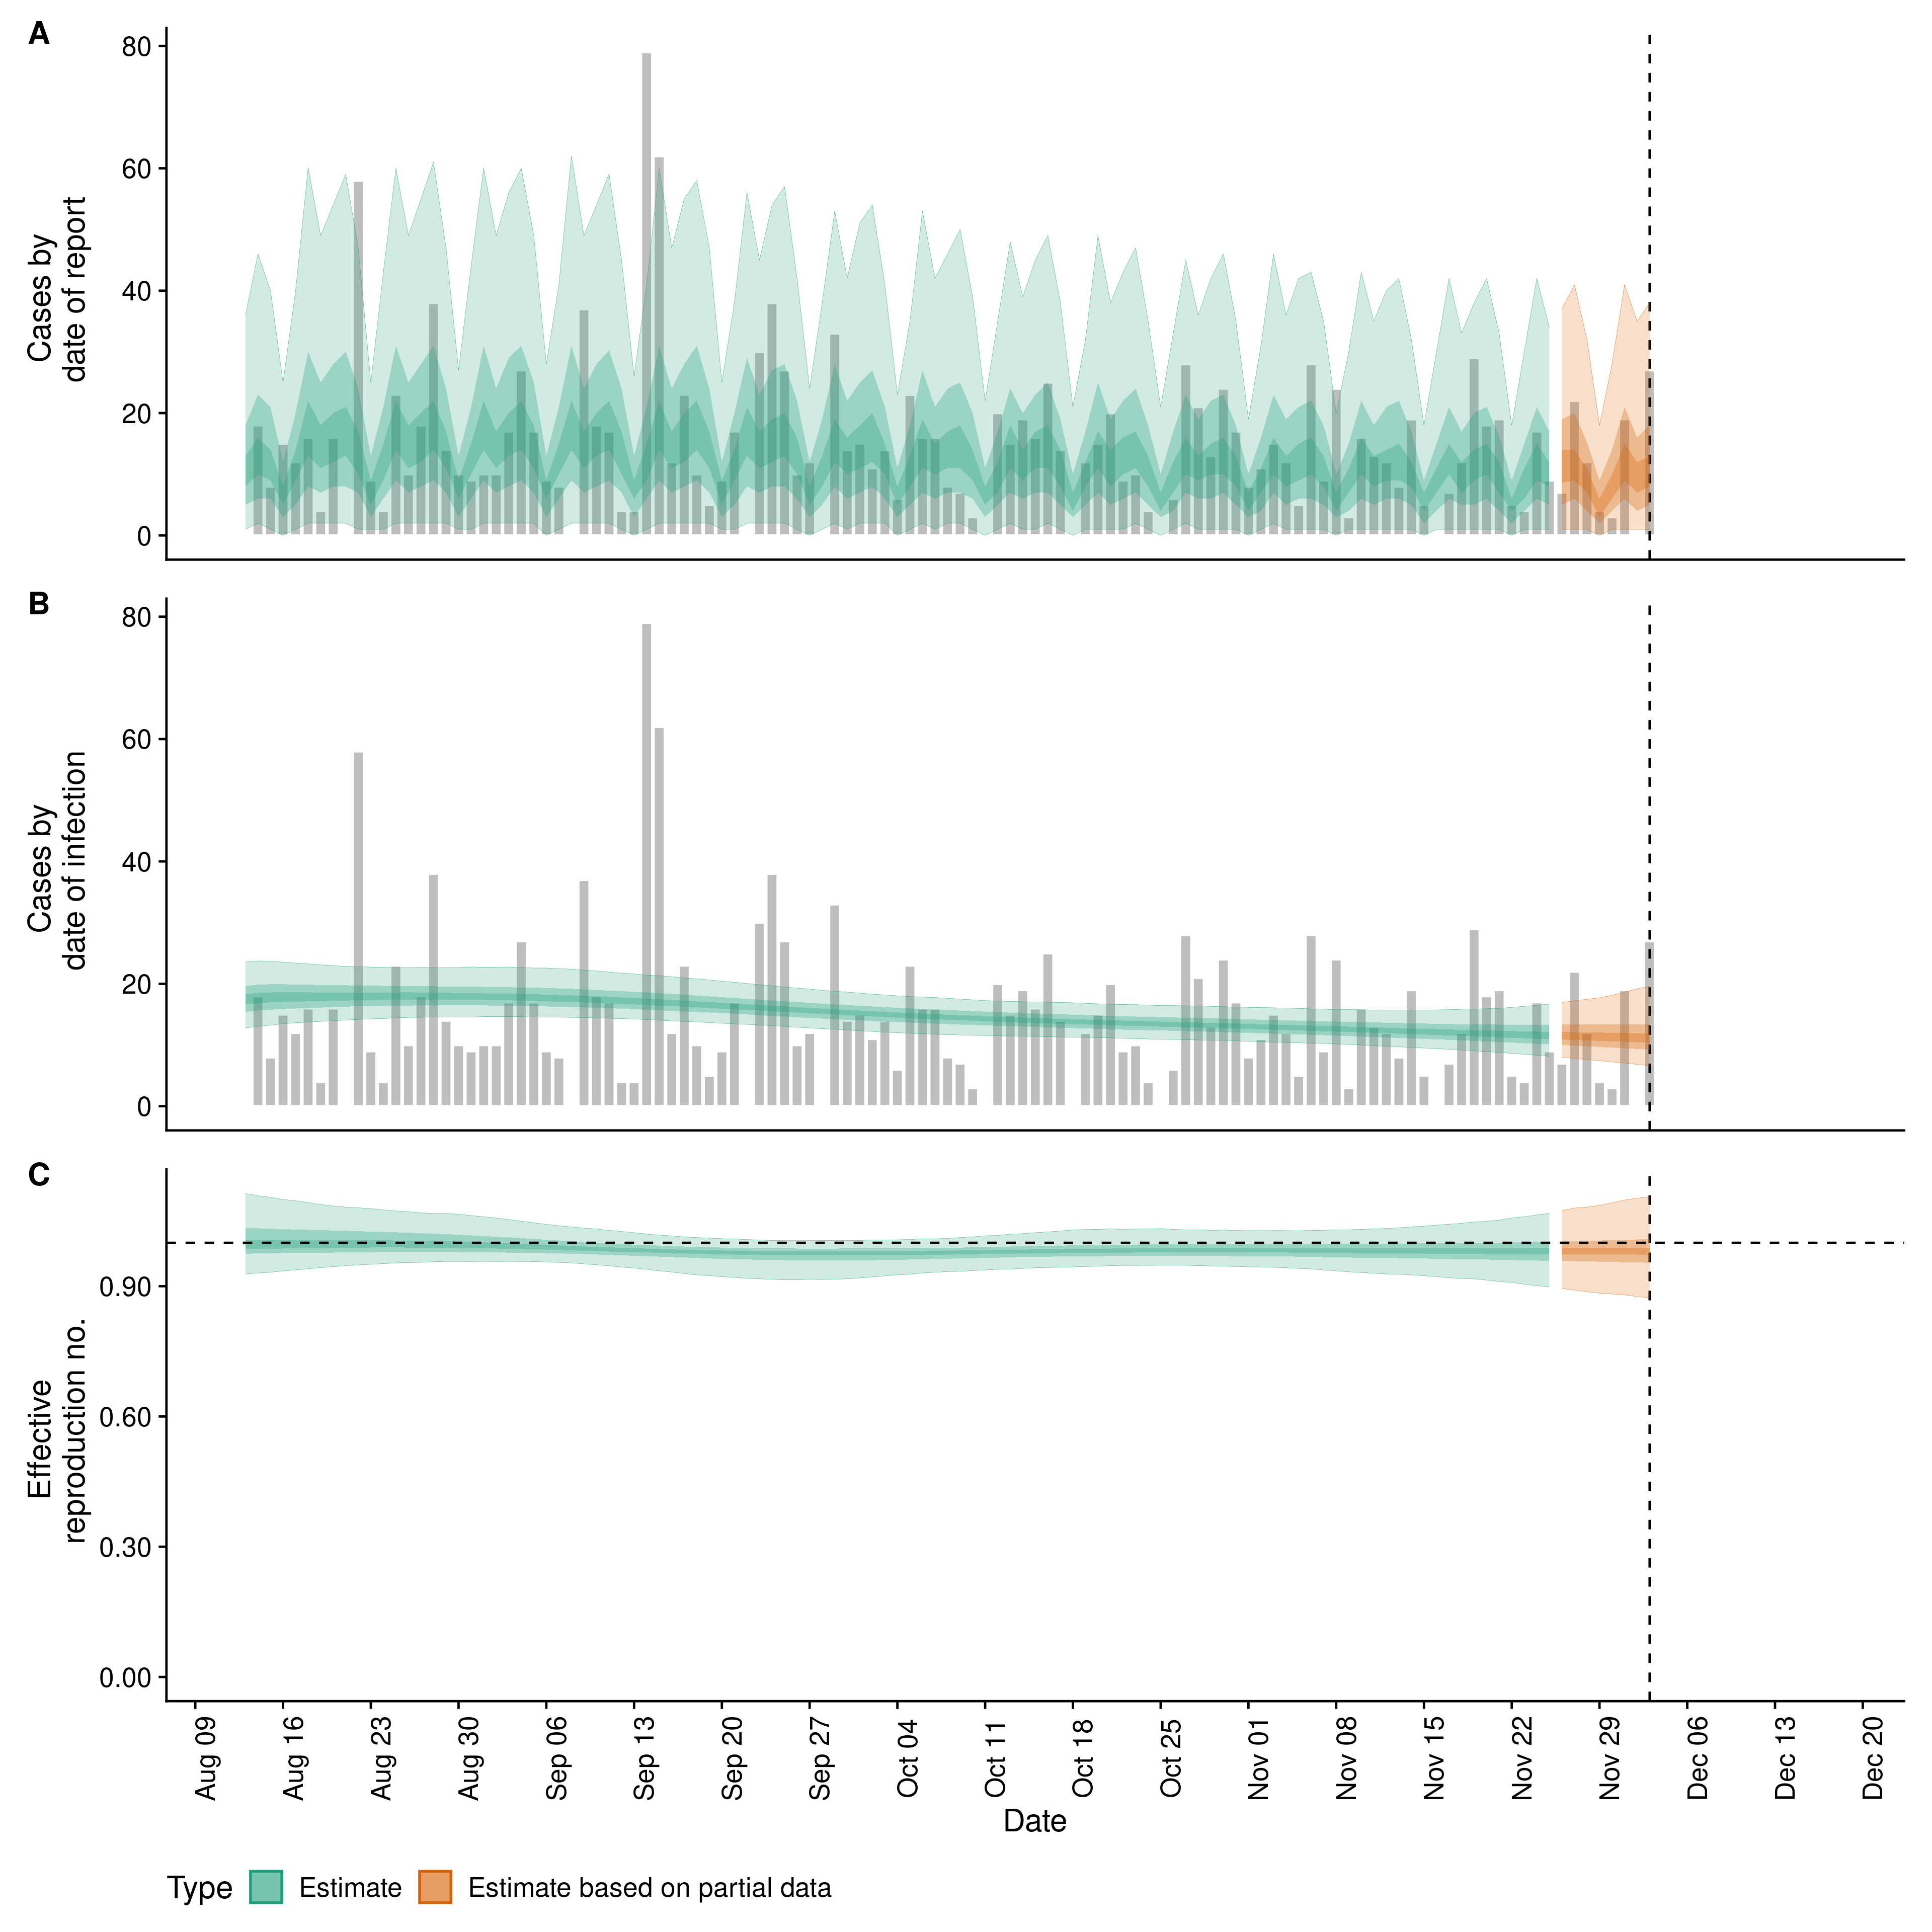 A
80
60
40
20
0
Cases by
date of report
B
80
60
40
20
0
Cases by
date of infection
C
0.90
0.60
0.30
0.00
Effective
reproduction no.
Aug 09
Aug 16
Aug 23
Aug 30
Sep 06
Sep 13
Sep 20
Sep 27
Oct 04
Oct 11
Oct 18
Oct 25
Nov 01
Nov 08
Nov 15
Nov 22
Nov 29
Dec 06
Dec 13
Dec 20
Date
Type Estimate Estimate based on partial data